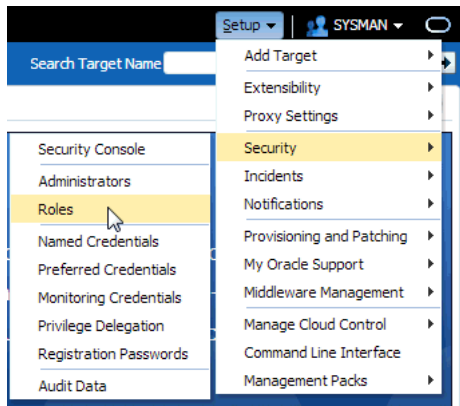 Setup
SYSMAN
Search Target Name
Add Target
Extensibility
Proxy Settings
Security
Incidents
Notifications
Provisioning and Patching
My Oracle Support
Middleware Management
Manage Cloud Control
Command Line Interface
Management Packs
Security Console
Administrators
Roles
Named Credentials
Preferred Credentials
Monitoring Credentials
Privilege Delegation
Registration Passwords
Audit Data